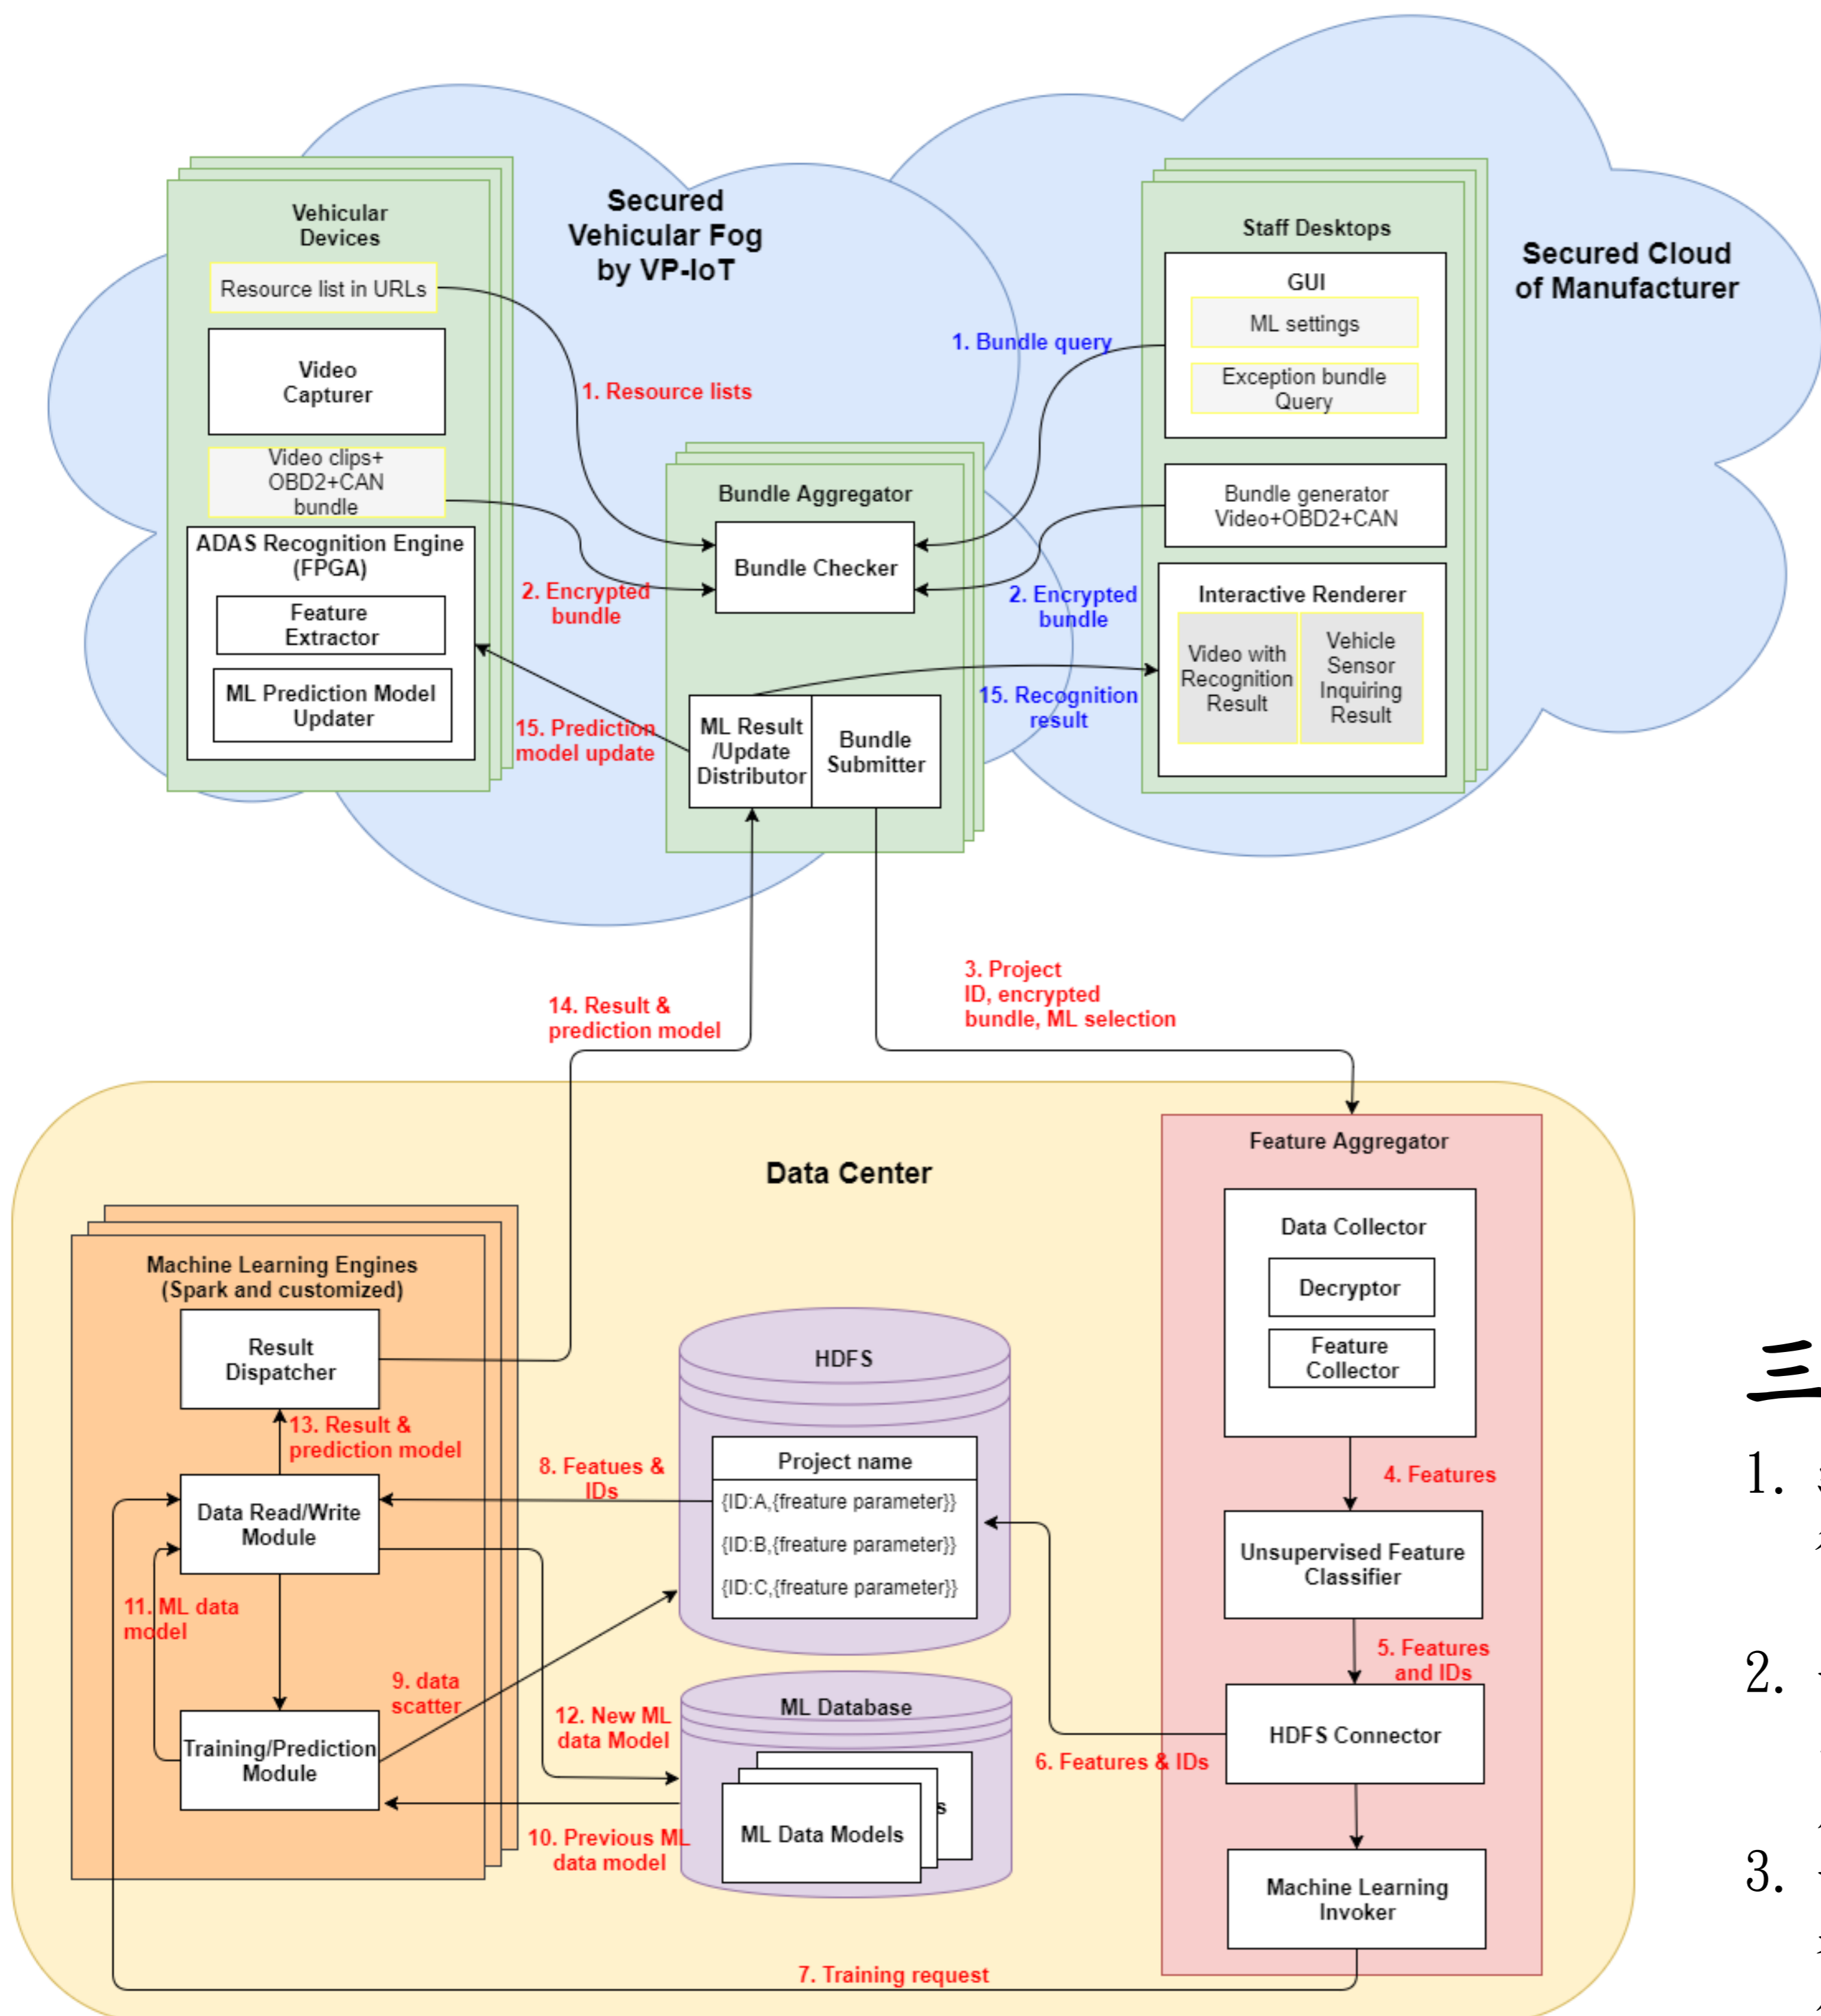 Secured
Vehicular Fog
by VP-IoT
Secured Cloud
of Manufacturer
Vehicular
Devices
Resource list in URLs
Video
Capturer
Video clips+
OBD2+CAN
bundle
ADAS Recognition Engine
(FPGA)
Feature
Extractor
ML Prediction Model
Updater
1. Resource lists
2. Encrypted
bundle
15. Prediction
model update
Bundle Aggregator
Bundle Checker
ML Result
/Update
Distributor
Bundle
Submitter
1. Bundle query
2. Encrypted
bundle
15. Recognition
result
Staff Desktops
GUI
ML settings
Exception bundle
Query
Bundle generator
Video+OBD2+CAN
Interactive Renderer
Video with
Recognition
Result
Vehicle
Sensor
Inquiring
Result
14. Result &
prediction model
3. Project
ID, encrypted
bundle, ML selection
Data Center
Machine Learning Engines
(Spark and customized)
Result
Dispatcher
13. Result &
prediction model
Data Read/Write
Module
11. ML data
model
Training/Prediction
Module
9. data
scatter
8. Featues &
IDs
12. New ML
data Model
10. Previous ML
data model
HDFS
Project name
{ID:A,{freature parameter}}
{ID:B,{freature parameter}}
{ID:C,{freature parameter}}
ML Database
s
ML Data Models
Feature Aggregator
Data Collector
Decryptor
Feature
Collector
4. Features
Unsupervised Feature
Classifier
5. Features
and IDs
HDFS Connector
6. Features & IDs
Machine Learning
Invoker
7. Training request
三
1.
2.
3.